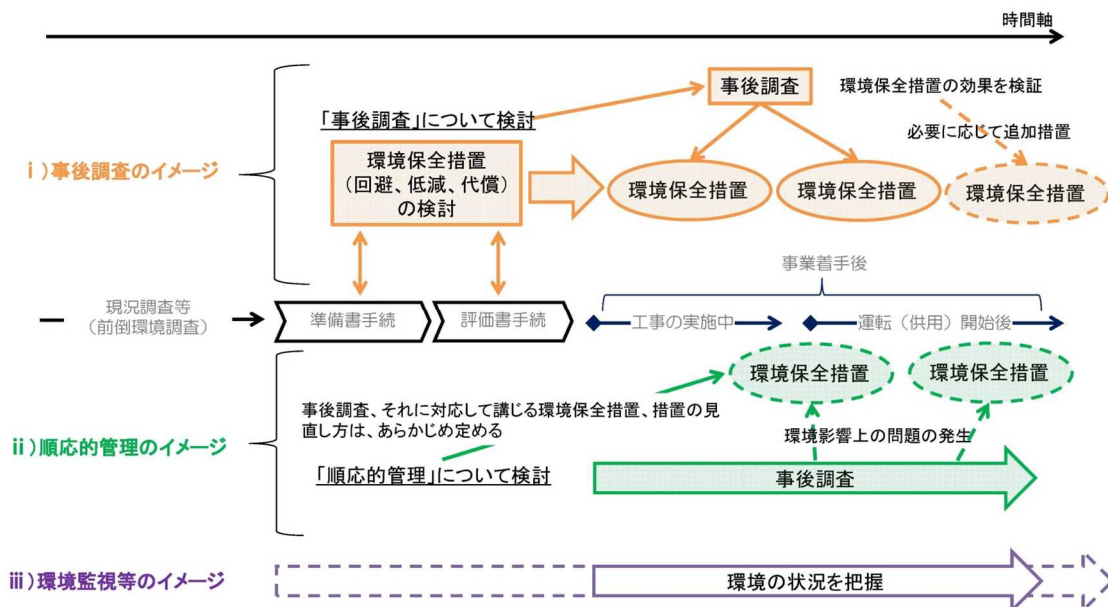 時間軸
事後調査
環境保全措置の効果を検証
「事後調査」について検討
必要に応じて追加措置
i)事後調査のイメージ
環境保全措置
(回避、低減、代償)
の検討
環境保全措置
環境保全措置
環境保全措置
事業着手後
現況調査等
(前倒環境調査)
準備書手続
評価書手続
工事の実施中
運転(供用)開始後
環境保全措置
環境保全措置
事後調査、それに対応して講じる環境保全措置、措置の見
直し方は、あらかじめ定める
環境影響上の問題の発生
ii)順応的管理のイメージ
「順応的管理」について検討
事後調査
iii)環境監視等のイメージ
環境の状況を把握